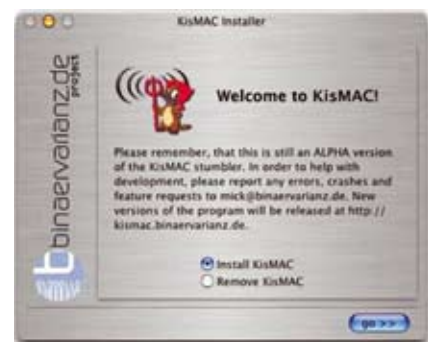 KisMAC Installer
binaervarianz.de
project
Welcome to KisMAC!
Please remember, that this is still an ALPHA version
of the KisMAC stumbler. In order to help with
development, please report any errors, crashes and
feature requests to mick@binaervarianz.de. New
versions of the program will be released at http://
kismac.binaervarianz.de.
Install KisMAC
Remove KisMAC
go >>